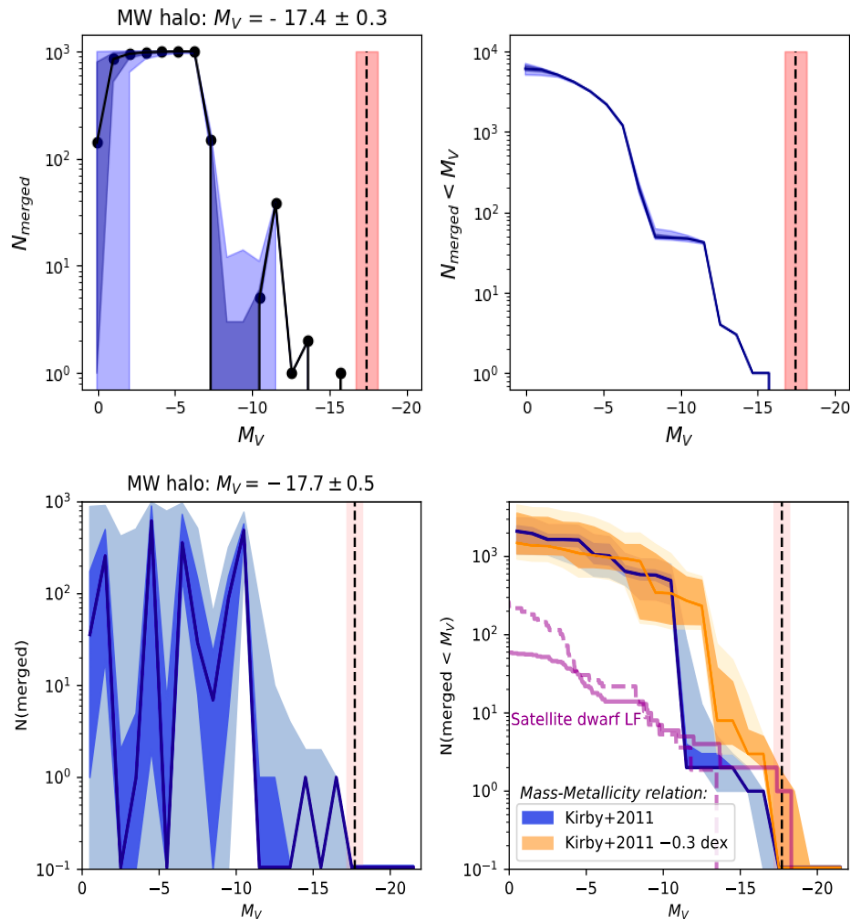 MW halo: M_V = - 17.4 ± 0.3
10^3
10^2
10^1
10^0
N_merged
0
−5
−10
−15
−20
M_V
10^4
10^3
10^2
10^1
10^0
N_merged < M_V
0
−5
−10
−15
−20
M_V
MW halo: M_V = −17.7 ± 0.5
10^3
10^2
10^1
10^0
10^−1
N(merged)
0
−5
−10
−15
−20
M_V
10^3
10^2
10^1
10^0
10^−1
N(merged < M_V)
Satellite dwarf LF
Mass-Metallicity relation:
Kirby+2011
Kirby+2011 −0.3 dex
0
−5
−10
−15
−20
M_V